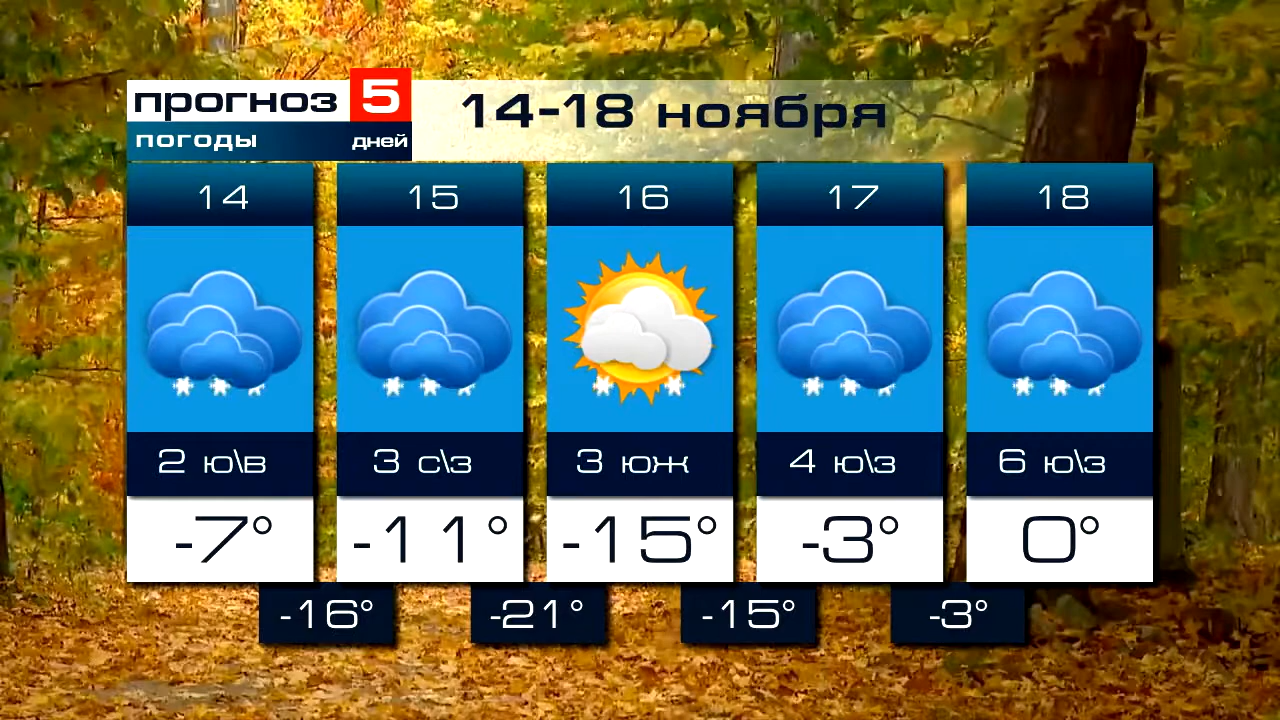 прогноз 5
погоды дней
14-18 ноября
14 15 16 17 18
2 ю\в 3 с\з 3 юж 4 ю\з 6 ю\з
-7° -11° -15° -3° 0°
-16° -21° -15° -3°